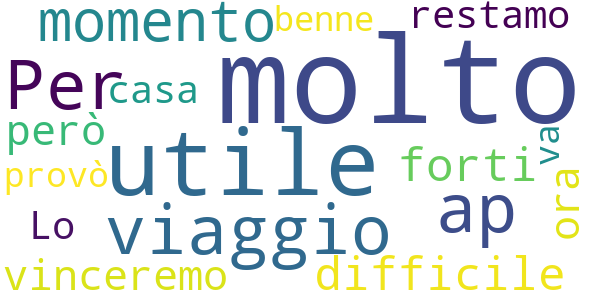 momento
benne
restamo
Per
casa
molto
però
utile
va
provò
forti
ora
Lo
viaggio
ap
vinceremo
difficile